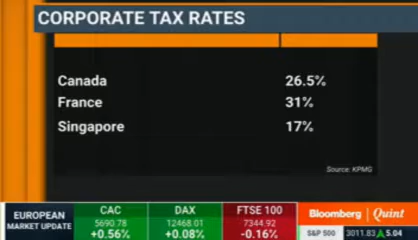 CORPORATE TAX RATES
Canada 26.5%
France 31%
Singapore 17%
Source: KPMG
EUROPEAN MARKET UPDATE
CAC 5690.78 +0.56%
DAX 12468.01 +0.08%
FTSE 100 7344.92 -0.16%
Bloomberg | Quint
S&P 500 3011.83 ▲ 5.04